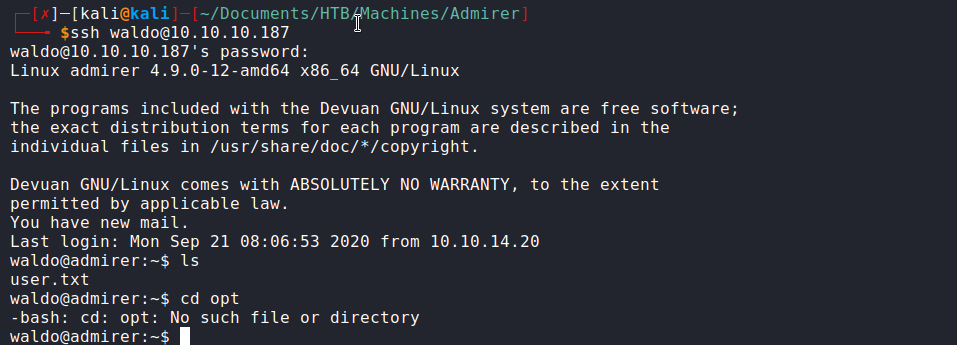 [✗]─[kali@kali]─[~/Documents/HTB/Machines/Admirer]
$ssh waldo@10.10.10.187
waldo@10.10.10.187's password:
Linux admirer 4.9.0-12-amd64 x86_64 GNU/Linux
The programs included with the Devuan GNU/Linux system are free software;
the exact distribution terms for each program are described in the
individual files in /usr/share/doc/*/copyright.
Devuan GNU/Linux comes with ABSOLUTELY NO WARRANTY, to the extent
permitted by applicable law.
You have new mail.
Last login: Mon Sep 21 08:06:53 2020 from 10.10.14.20
waldo@admirer:~$ ls
user.txt
waldo@admirer:~$ cd opt
-bash: cd: opt: No such file or directory
waldo@admirer:~$